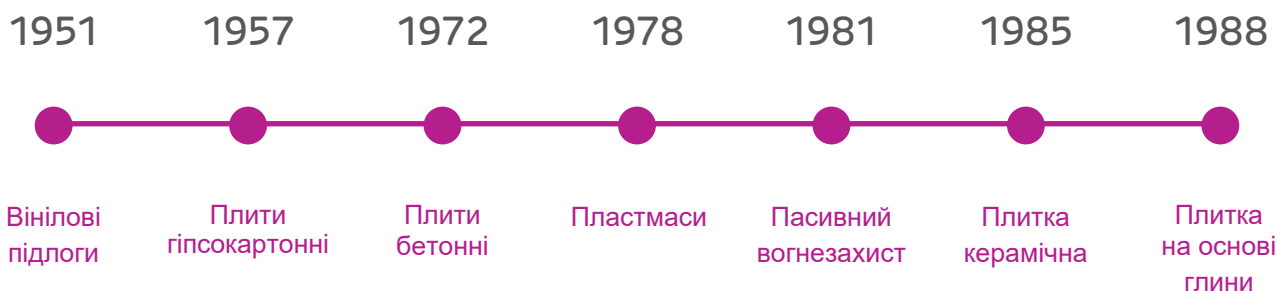 1951 1957 1972 1978 1981 1985 1988
Вінілові
підлоги
Плити
гіпсокартонні
Плити
бетонні
Пластмаси
Пасивний
вогнезахист
Плитка
керамічна
Плитка
на основі
глини